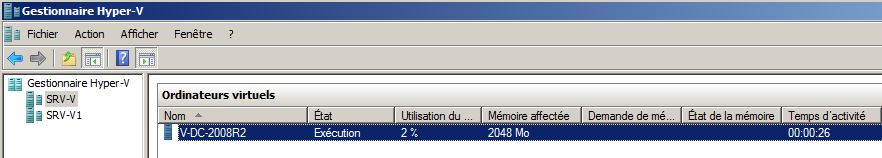 Gestionnaire Hyper-V
Fichier Action Afficher Fenêtre ?
Gestionnaire Hyper-V
SRV-V
SRV-V1
Ordinateurs virtuels
Nom État Utilisation du ... Mémoire affectée Demande de mé... État de la mémoire Temps d'activité
V-DC-2008R2 Exécution 2 % 2048 Mo 00:00:26